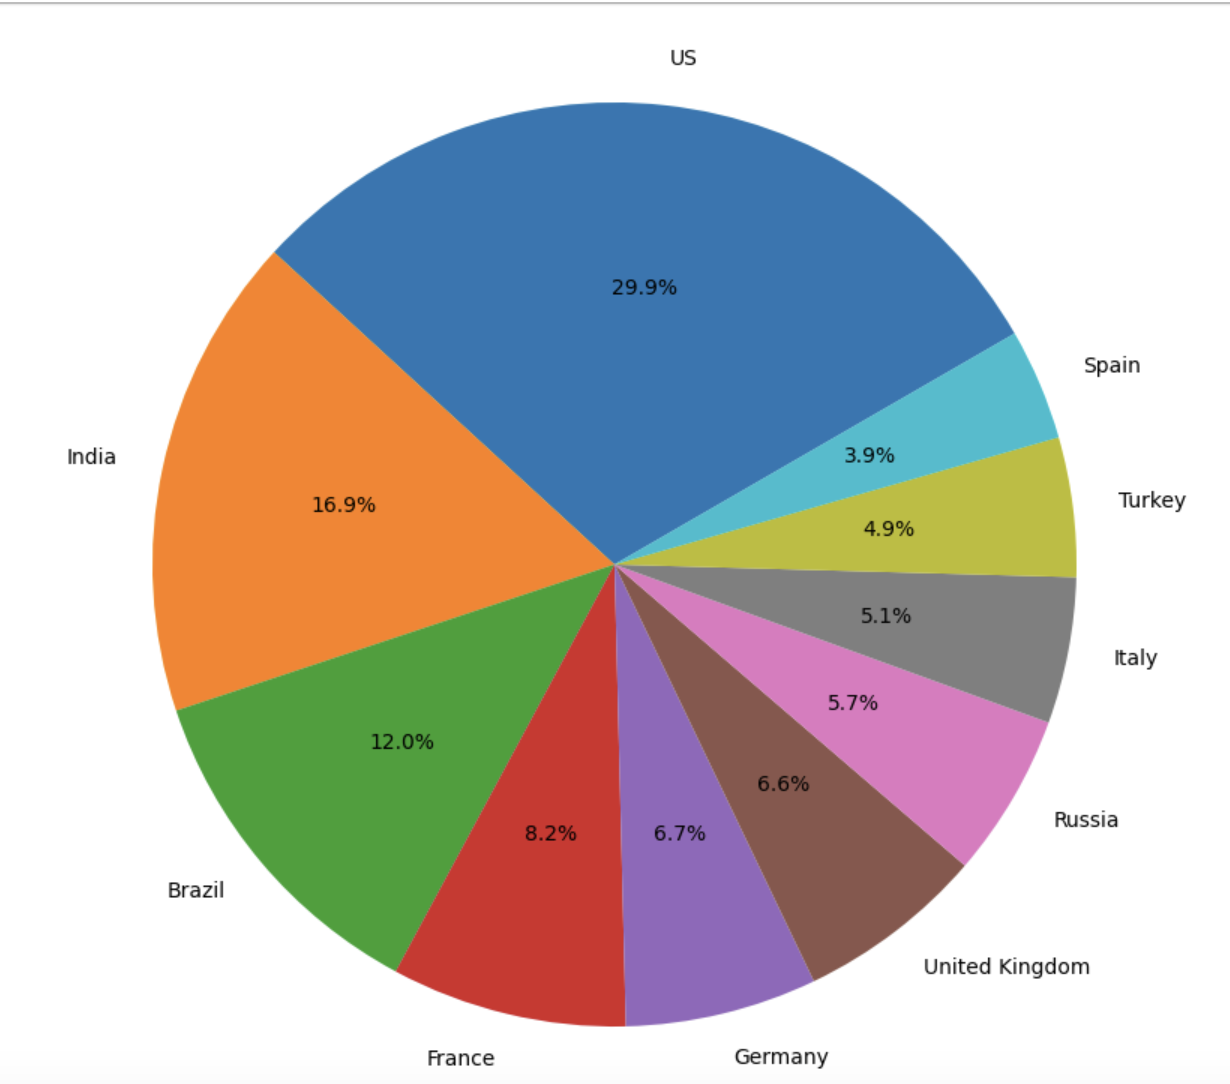 US
29.9%
Spain
3.9%
India
16.9%
Turkey
4.9%
5.1%
Italy
5.7%
12.0%
6.6%
Russia
8.2%
6.7%
Brazil
United Kingdom
France
Germany